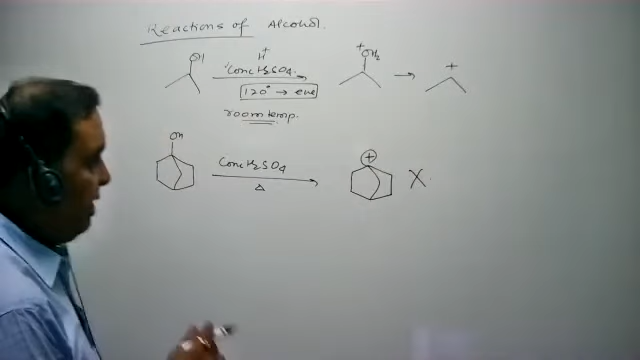 Reactions of Alcohol.
OH H+ +OH2 +
Conc H2SO4
120° → ene
room temp.
OH Conc H2SO4 + X
Δ